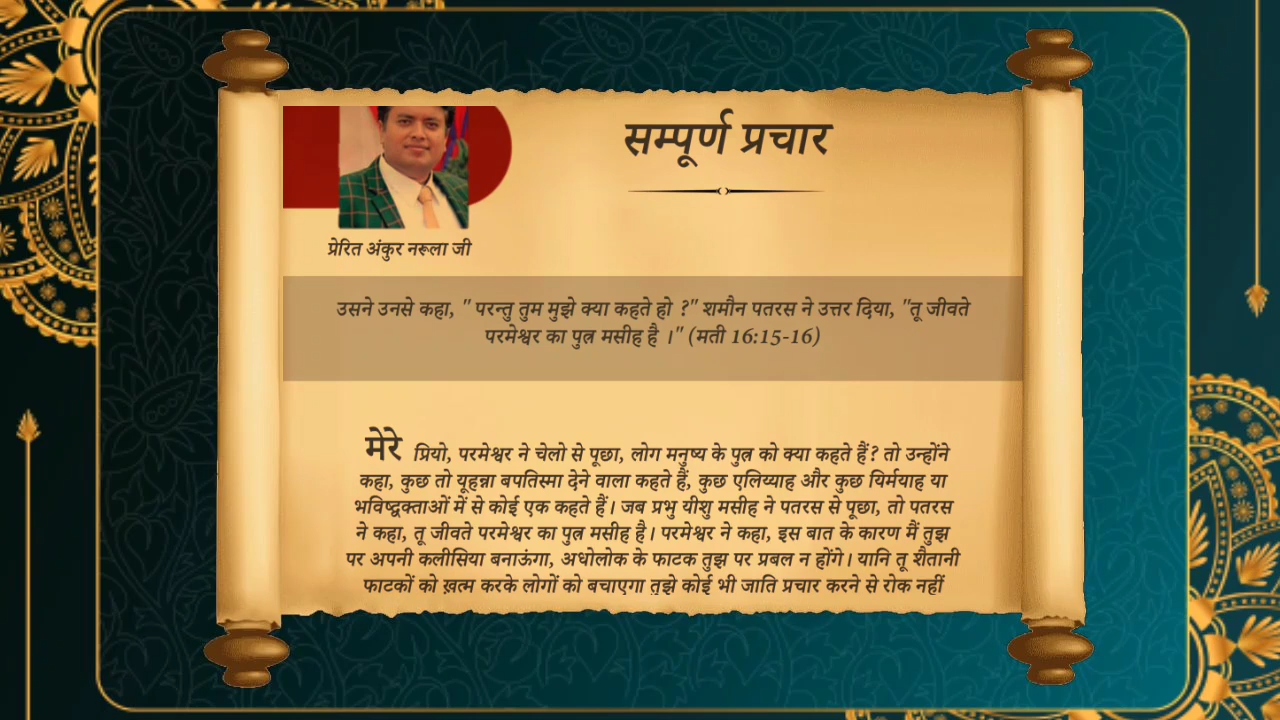 सम्पूर्ण प्रचार
प्रेरित अंकुर नरूला जी
उसने उनसे कहा, " परन्तु तुम मुझे क्या कहते हो ?" शमौन पतरस ने उत्तर दिया, "तू जीवते
परमेश्वर का पुत्र मसीह है ।" (मती 16:15-16)
मेरे प्रियो, परमेश्वर ने चेलो से पूछा, लोग मनुष्य के पुत्र को क्या कहते हैं? तो उन्होंने
कहा, कुछ तो यूहन्ना बपतिस्मा देने वाला कहते हैं, कुछ एलिय्याह और कुछ यिर्मयाह या
भविष्द्वक्ताओं में से कोई एक कहते हैं। जब प्रभु यीशु मसीह ने पतरस से पूछा, तो पतरस
ने कहा, तू जीवते परमेश्वर का पुत्र मसीह है। परमेश्वर ने कहा, इस बात के कारण मैं तुझ
पर अपनी कलीसिया बनाऊंगा, अधोलोक के फाटक तुझ पर प्रबल न होंगे। यानि तू शैतानी
फाटकों को ख़त्म करके लोगों को बचाएगा तुझे कोई भी जाति प्रचार करने से रोक नहीं